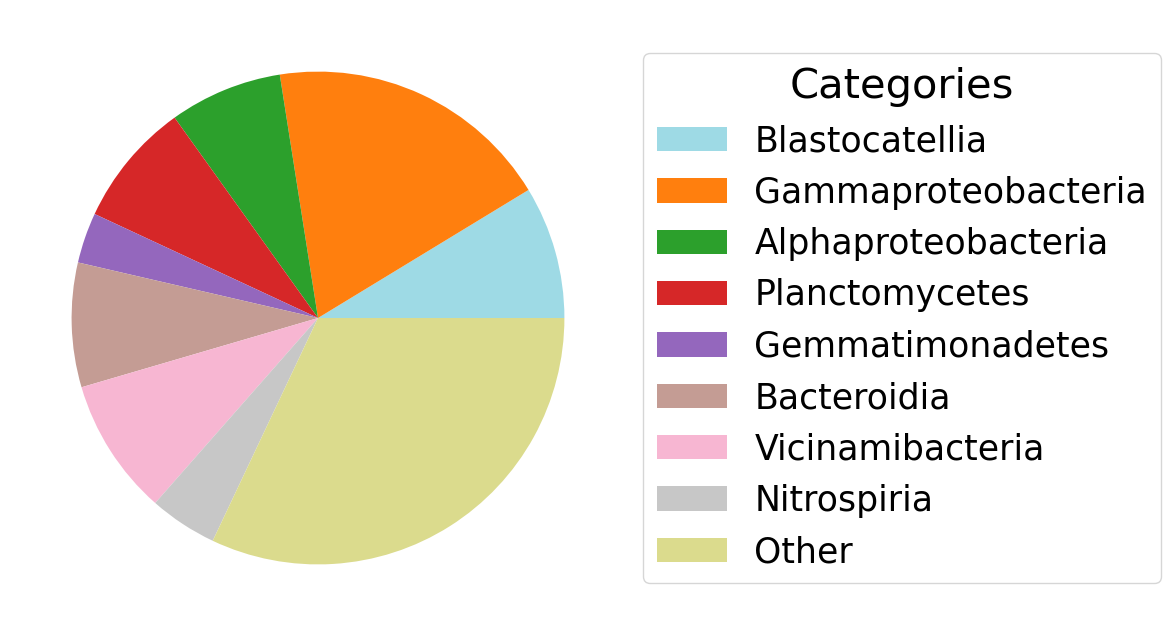 Categories
Blastocatellia
Gammaproteobacteria
Alphaproteobacteria
Planctomycetes
Gemmatimonadetes
Bacteroidia
Vicinamibacteria
Nitrospiria
Other